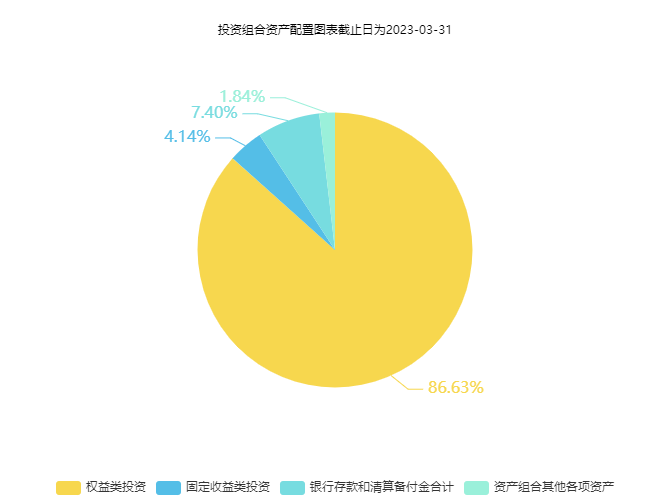 投资组合资产配置图表截止日为2023-03-31
1.84%
7.40%
4.14%
86.63%
权益类投资 固定收益类投资 银行存款和清算备付金合计 资产组合其他各项资产